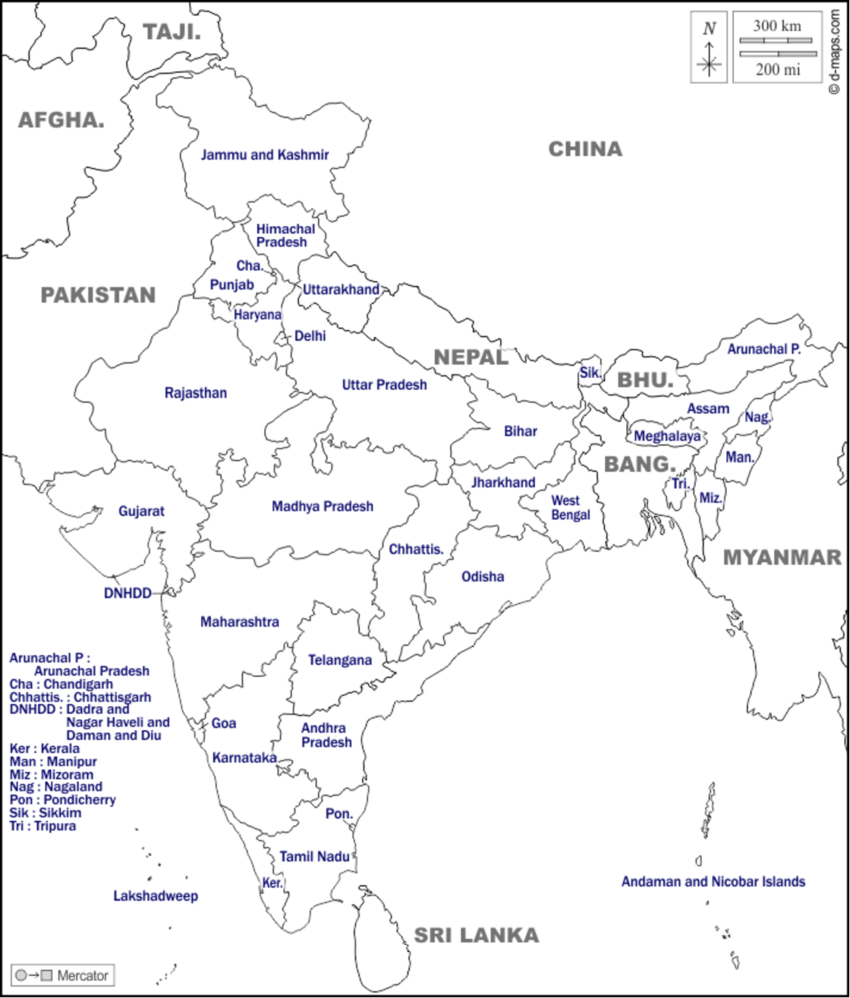 TAJI.
N
300 km
200 mi
© d-maps.com
AFGHA.
CHINA
Jammu and Kashmir
Himachal
Pradesh
Cha.
Punjab
Uttarakhand
PAKISTAN
Haryana
Delhi
NEPAL
Arunachal P.
Sik.
BHU.
Uttar Pradesh
Rajasthan
Assam
Nag.
Bihar
Meghalaya
Man.
BANG.
Jharkhand
Tri.
Miz.
West
Bengal
Gujarat
Madhya Pradesh
Chhattis.
MYANMAR
Odisha
DNHDD
Maharashtra
Telangana
Arunachal P :
Arunachal Pradesh
Cha : Chandigarh
Chhattis. : Chhattisgarh
DNHDD : Dadra and
Nagar Haveli and
Daman and Diu
Ker : Kerala
Man : Manipur
Miz : Mizoram
Nag : Nagaland
Pon : Pondicherry
Sik : Sikkim
Tri : Tripura
Goa
Andhra
Pradesh
Karnataka
Pon.
Tamil Nadu
Ker.
Lakshadweep
Andaman and Nicobar Islands
SRI LANKA
Mercator